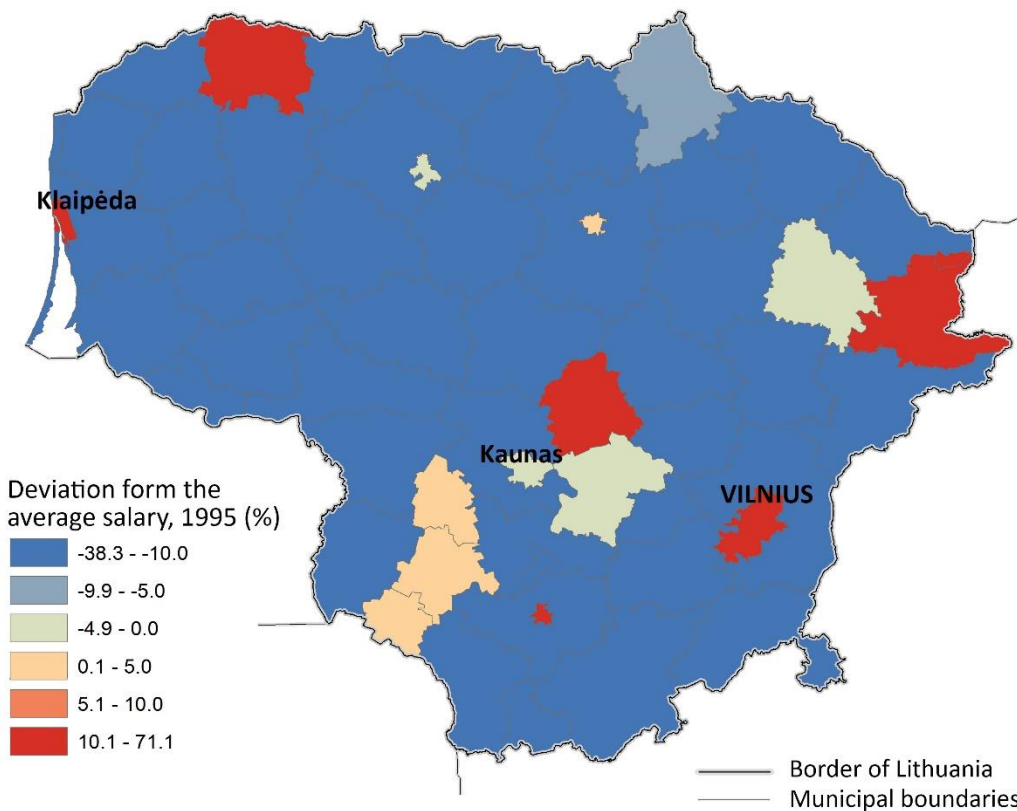 Klaipėda
Kaunas
VILNIUS
Deviation form the
average salary, 1995 (%)
-38.3 - -10.0
-9.9 - -5.0
-4.9 - 0.0
0.1 - 5.0
5.1 - 10.0
10.1 - 71.1
Border of Lithuania
Municipal boundaries